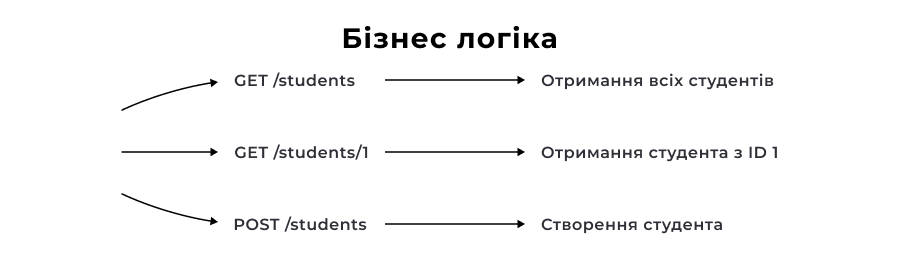 Бізнес логіка
GET /students Отримання всіх студентів
GET /students/1 Отримання студента з ID 1
POST /students Створення студента